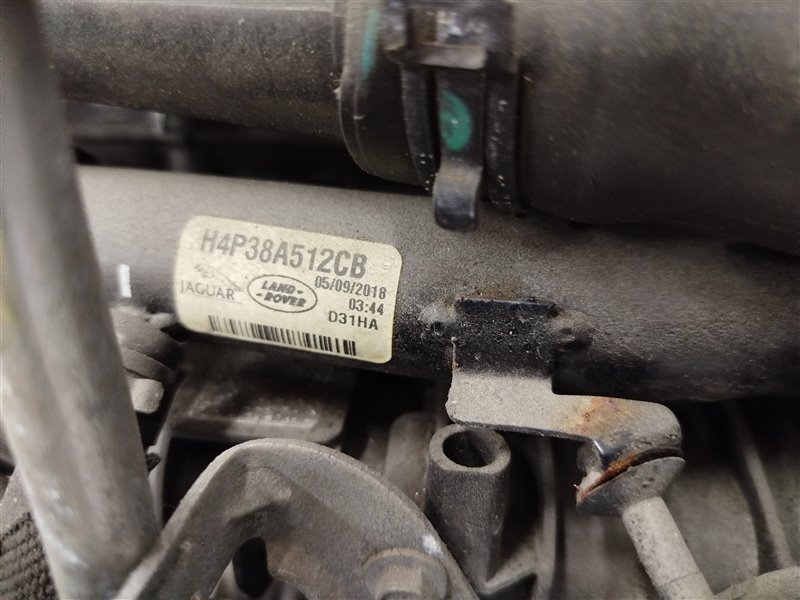 H4P38A512CB
JAGUAR LAND-ROVER 05/09/2018
03:44
D31HA